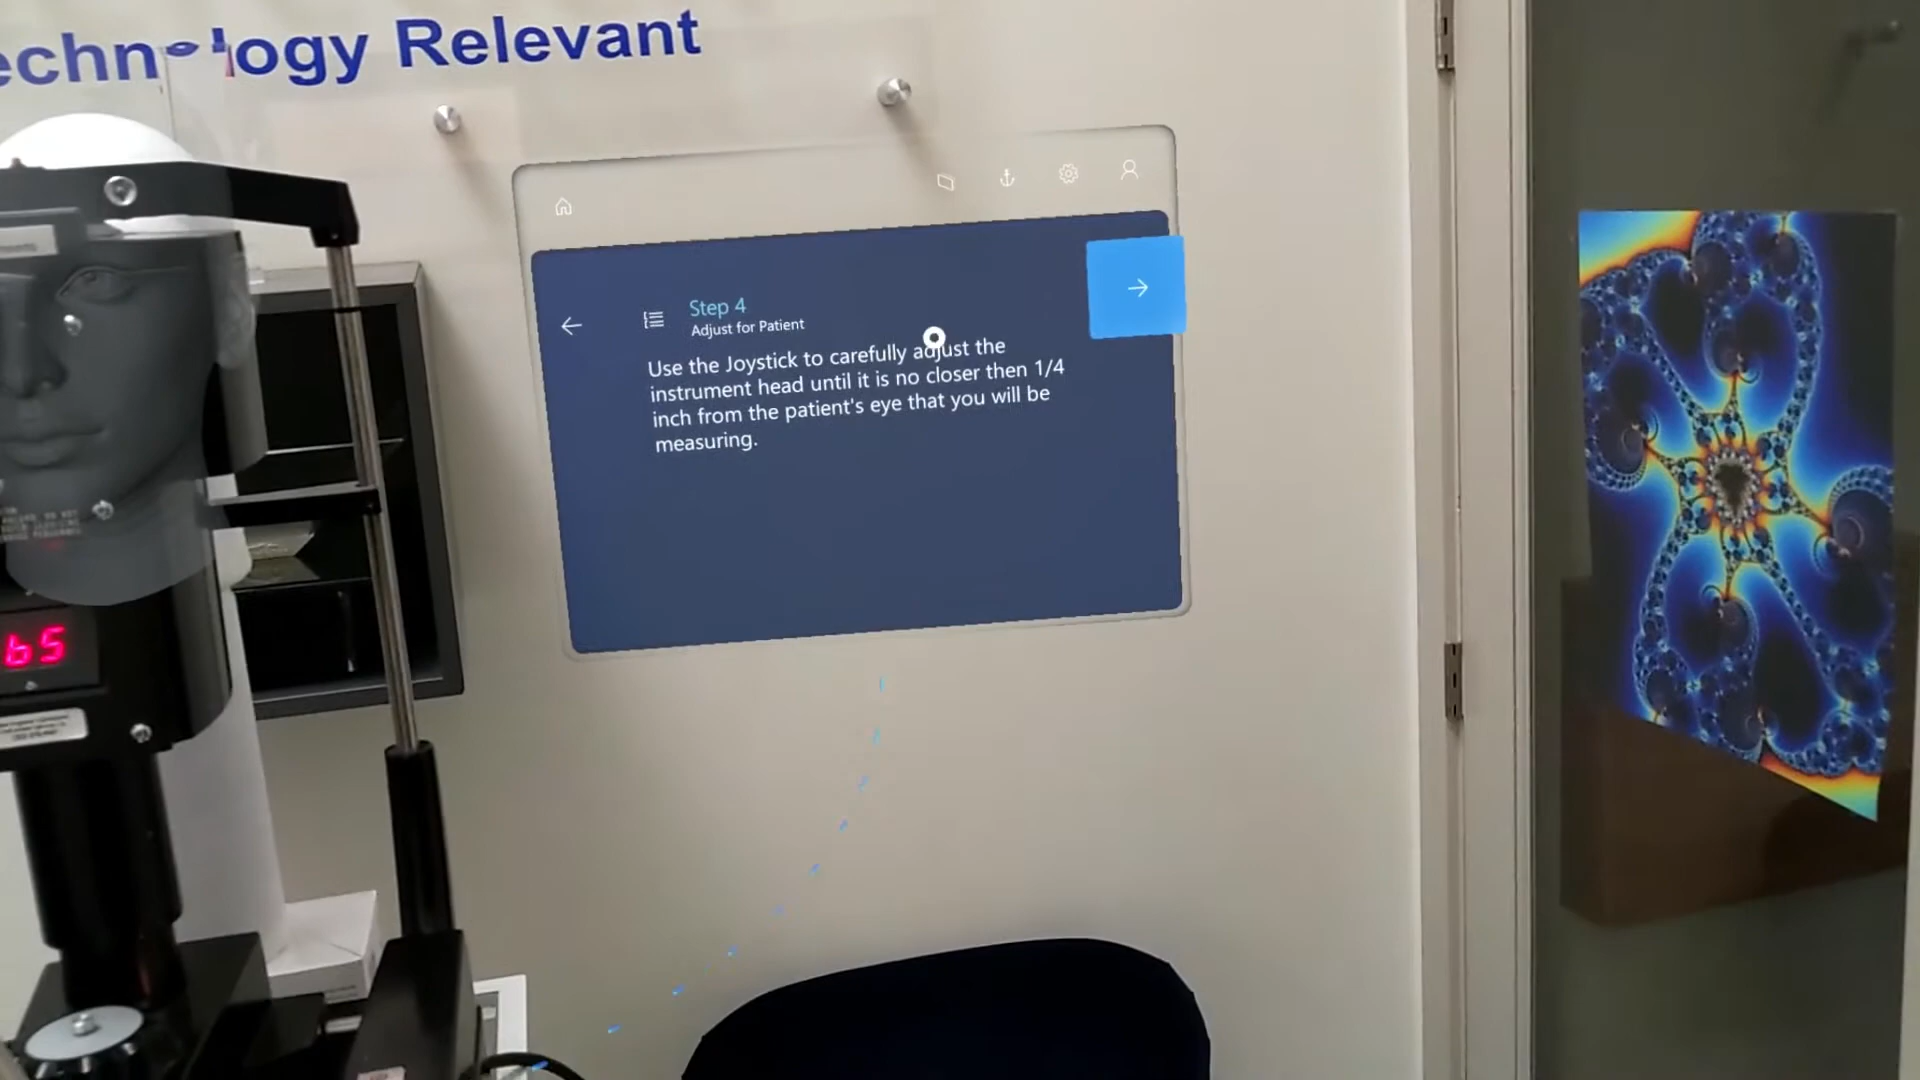 echnology Relevant
Step 4
Adjust for Patient
Use the Joystick to carefully adjust the
instrument head until it is no closer then 1/4
inch from the patient's eye that you will be
measuring.
65